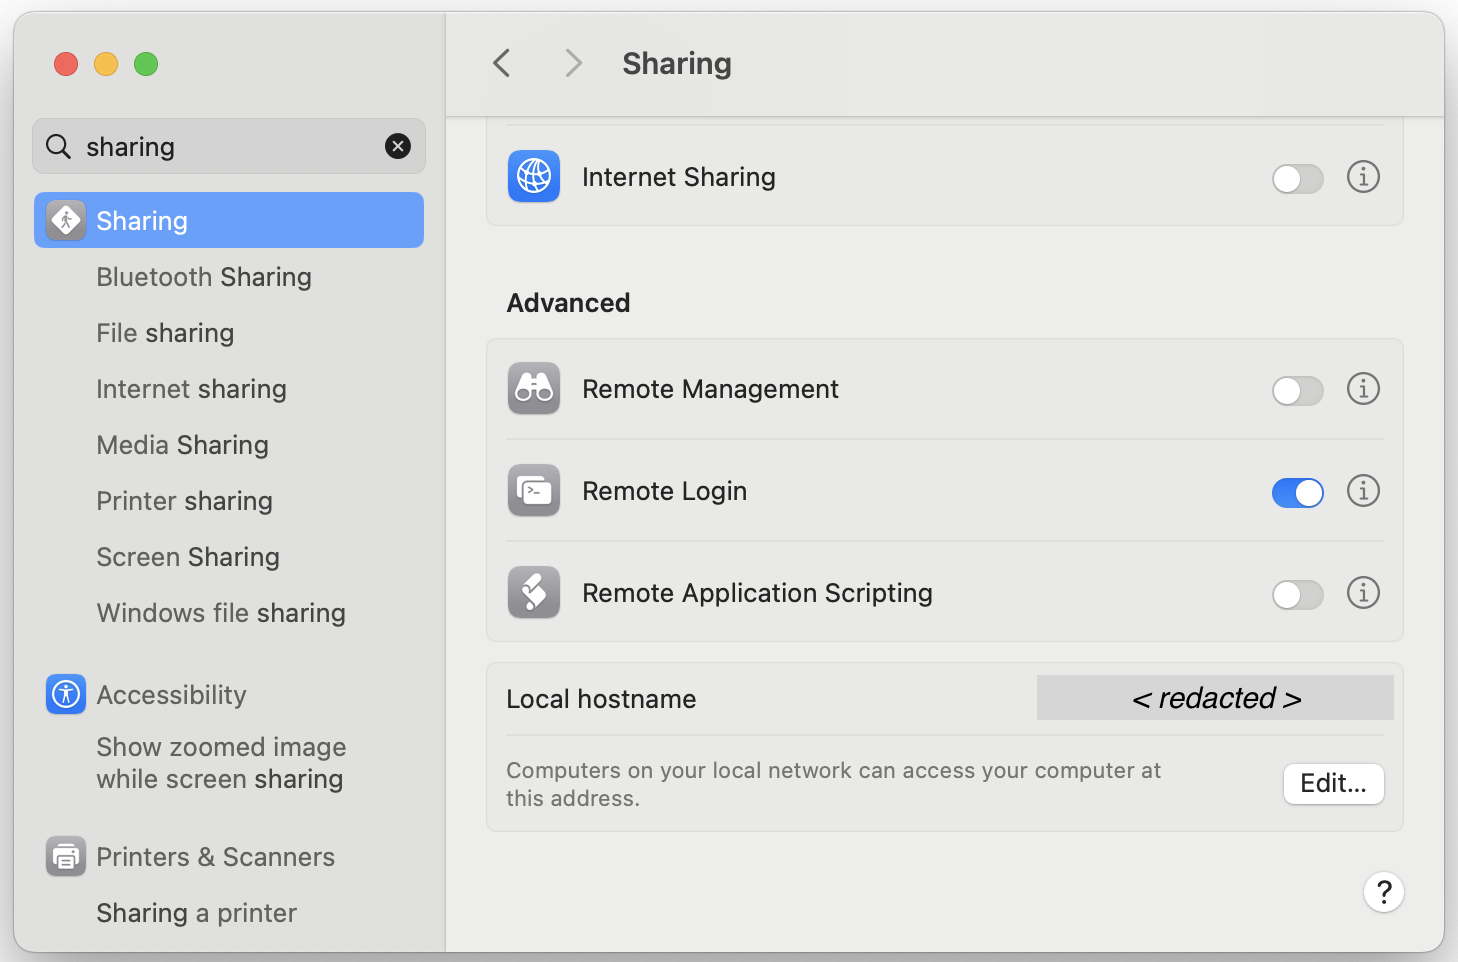 sharing
Sharing
Bluetooth Sharing
File sharing
Internet sharing
Media Sharing
Printer sharing
Screen Sharing
Windows file sharing
Accessibility
Show zoomed image
while screen sharing
Printers & Scanners
Sharing a printer
Sharing
Internet Sharing
Advanced
Remote Management
Remote Login
Remote Application Scripting
Local hostname
< redacted >
Computers on your local network can access your computer at
this address.
Edit...
?